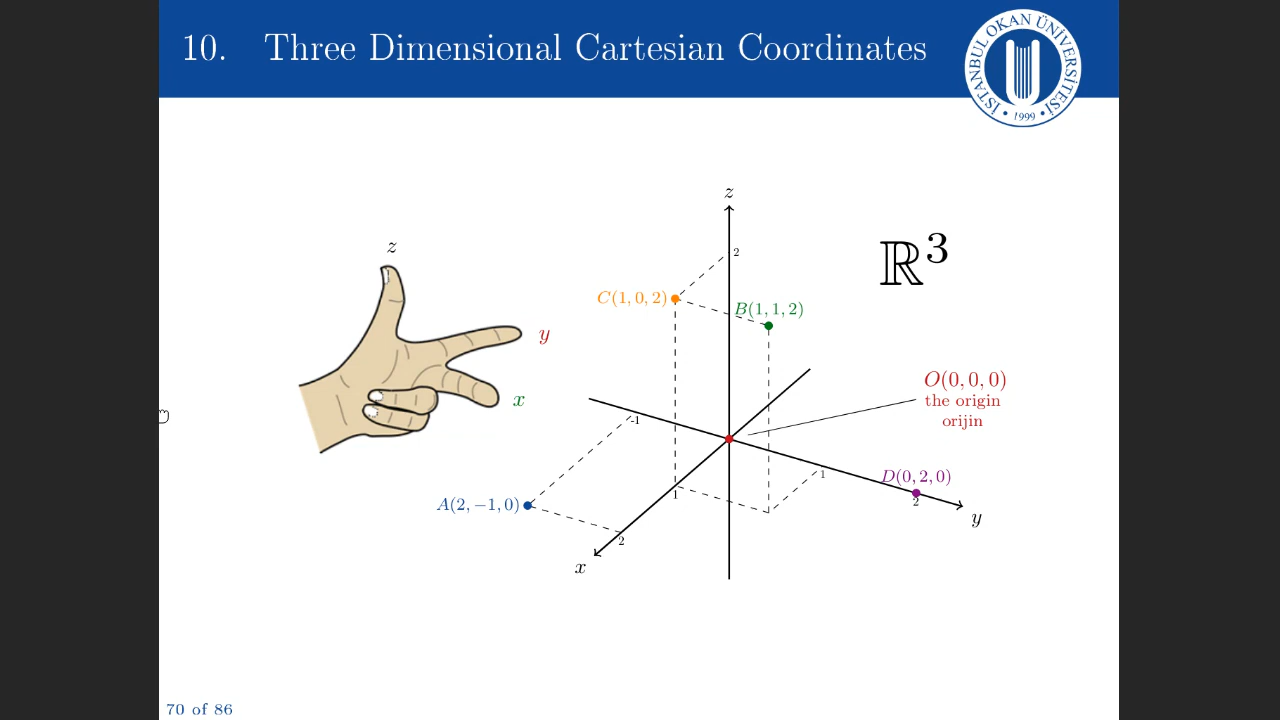 10. Three Dimensional Cartesian Coordinates
İSTANBUL OKAN ÜNİVERSİTESİ
• 1999 •
z
y
x
z
2
C(1, 0, 2)
B(1, 1, 2)
ℝ³
O(0, 0, 0)
the origin
orijin
-1
1
D(0, 2, 0)
2
y
A(2, −1, 0)
1
2
x
70 of 86